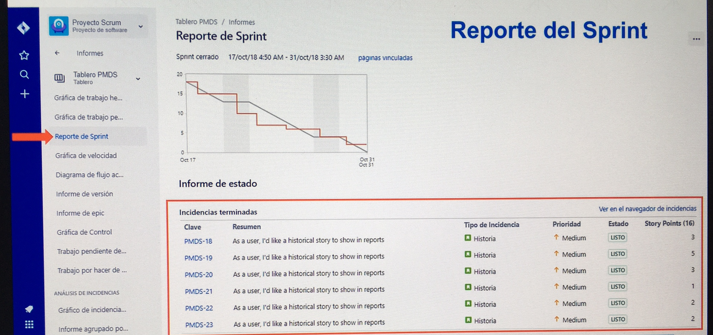 Reporte del Sprint
Proyecto Scrum
Proyecto de software
Informes
Tablero PMDS
Tablero
Gráfica de trabajo he...
Gráfica de trabajo pe...
Reporte de Sprint
Gráfica de velocidad
Diagrama de flujo ac...
Informe de versión
Informe de epic
Gráfica de Control
Trabajo pendiente de...
Trabajo por hacer de ...
ANÁLISIS DE INCIDENCIAS
Gráfico de incidencia...
Informe agrupado po...
Tablero PMDS / Informes
Reporte de Sprint
Sprint cerrado 17/oct/18 4:50 AM - 31/oct/18 3:30 AM páginas vinculadas
20
15
10
5
0
Oct 17 Oct 31
Oct 31
Informe de estado
Ver en el navegador de incidencias
Incidencias terminadas
Clave Resumen Tipo de Incidencia Prioridad Estado Story Points (16)
PMDS-18 As a user, I'd like a historical story to show in reports Historia Medium LISTO 3
PMDS-19 As a user, I'd like a historical story to show in reports Historia Medium LISTO 5
PMDS-20 As a user, I'd like a historical story to show in reports Historia Medium LISTO 3
PMDS-21 As a user, I'd like a historical story to show in reports Historia Medium LISTO 1
PMDS-22 As a user, I'd like a historical story to show in reports Historia Medium LISTO 2
PMDS-23 As a user, I'd like a historical story to show in reports Historia Medium LISTO 2